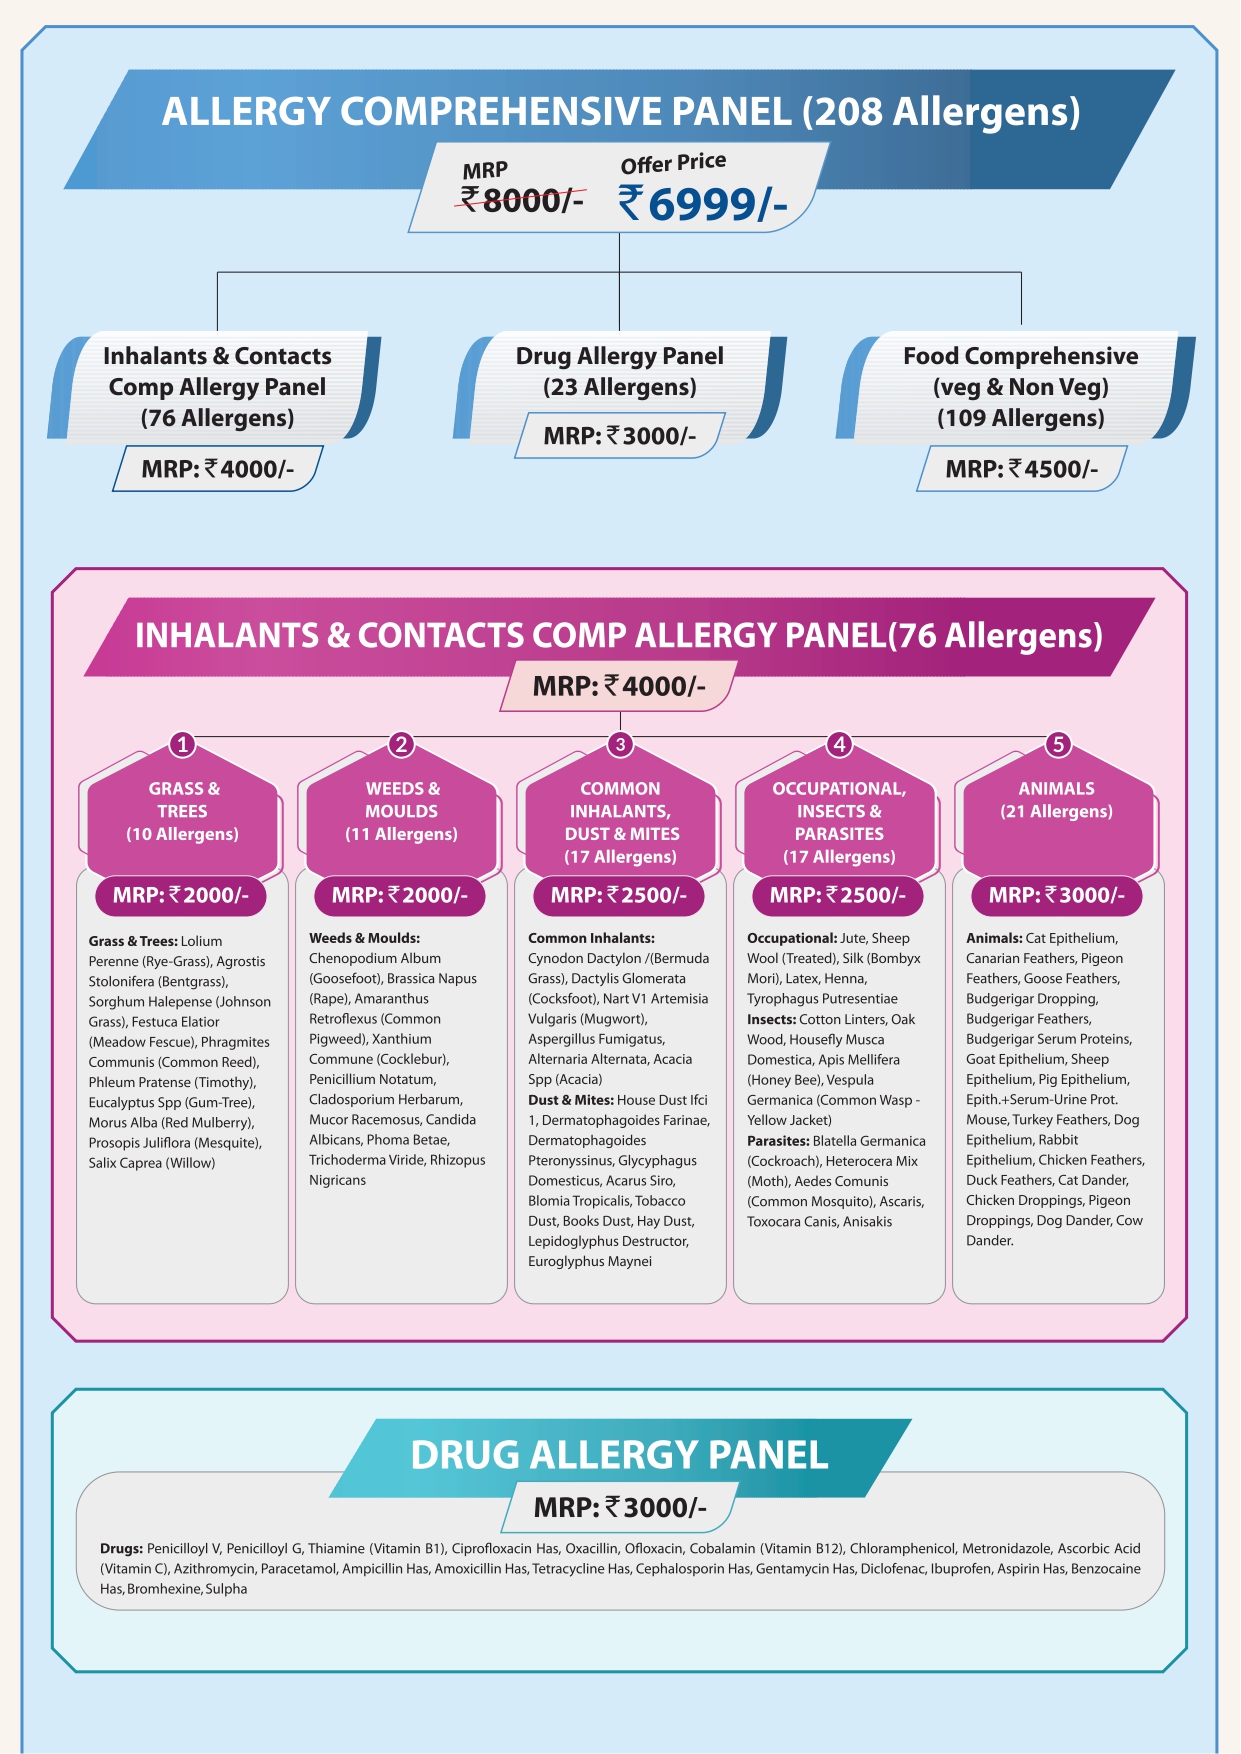 ALLERGY COMPREHENSIVE PANEL (208 Allergens)
MRP
₹8000/-
Offer Price
₹6999/-
Inhalants & Contacts
Comp Allergy Panel
(76 Allergens)
MRP: ₹4000/-
Drug Allergy Panel
(23 Allergens)
MRP: ₹3000/-
Food Comprehensive
(veg & Non Veg)
(109 Allergens)
MRP: ₹4500/-
INHALANTS & CONTACTS COMP ALLERGY PANEL(76 Allergens)
MRP: ₹4000/-
1
GRASS &
TREES
(10 Allergens)
MRP: ₹2000/-
Grass & Trees: Lolium
Perenne (Rye-Grass), Agrostis
Stolonifera (Bentgrass),
Sorghum Halepense (Johnson
Grass), Festuca Elatior
(Meadow Fescue), Phragmites
Communis (Common Reed),
Phleum Pratense (Timothy),
Eucalyptus Spp (Gum-Tree),
Morus Alba (Red Mulberry),
Prosopis Juliflora (Mesquite),
Salix Caprea (Willow)
2
WEEDS &
MOULDS
(11 Allergens)
MRP: ₹2000/-
Weeds & Moulds:
Chenopodium Album
(Goosefoot), Brassica Napus
(Rape), Amaranthus
Retroflexus (Common
Pigweed), Xanthium
Commune (Cocklebur),
Penicillium Notatum,
Cladosporium Herbarum,
Mucor Racemosus, Candida
Albicans, Phoma Betae,
Trichoderma Viride, Rhizopus
Nigricans
3
COMMON
INHALANTS,
DUST & MITES
(17 Allergens)
MRP: ₹2500/-
Common Inhalants:
Cynodon Dactylon /(Bermuda
Grass), Dactylis Glomerata
(Cocksfoot), Nart V1 Artemisia
Vulgaris (Mugwort),
Aspergillus Fumigatus,
Alternaria Alternata, Acacia
Spp (Acacia)
Dust & Mites: House Dust Ifci
1, Dermatophagoides Farinae,
Dermatophagoides
Pteronyssinus, Glycyphagus
Domesticus, Acarus Siro,
Blomia Tropicalis, Tobacco
Dust, Books Dust, Hay Dust,
Lepidoglyphus Destructor,
Euroglyphus Maynei
4
OCCUPATIONAL,
INSECTS &
PARASITES
(17 Allergens)
MRP: ₹2500/-
Occupational: Jute, Sheep
Wool (Treated), Silk (Bombyx
Mori), Latex, Henna,
Tyrophagus Putresentiae
Insects: Cotton Linters, Oak
Wood, Housefly Musca
Domestica, Apis Mellifera
(Honey Bee), Vespula
Germanica (Common Wasp -
Yellow Jacket)
Parasites: Blatella Germanica
(Cockroach), Heterocera Mix
(Moth), Aedes Comunis
(Common Mosquito), Ascaris,
Toxocara Canis, Anisakis
5
ANIMALS
(21 Allergens)
MRP: ₹3000/-
Animals: Cat Epithelium,
Canarian Feathers, Pigeon
Feathers, Goose Feathers,
Budgerigar Dropping,
Budgerigar Feathers,
Budgerigar Serum Proteins,
Goat Epithelium, Sheep
Epithelium, Pig Epithelium,
Epith.+Serum-Urine Prot.
Mouse, Turkey Feathers, Dog
Epithelium, Rabbit
Epithelium, Chicken Feathers,
Duck Feathers, Cat Dander,
Chicken Droppings, Pigeon
Droppings, Dog Dander, Cow
Dander.
DRUG ALLERGY PANEL
MRP: ₹3000/-
Drugs: Penicilloyl V, Penicilloyl G, Thiamine (Vitamin B1), Ciprofloxacin Has, Oxacillin, Ofloxacin, Cobalamin (Vitamin B12), Chloramphenicol, Metronidazole, Ascorbic Acid
(Vitamin C), Azithromycin, Paracetamol, Ampicillin Has, Amoxicillin Has, Tetracycline Has, Cephalosporin Has, Gentamycin Has, Diclofenac, Ibuprofen, Aspirin Has, Benzocaine
Has, Bromhexine, Sulpha